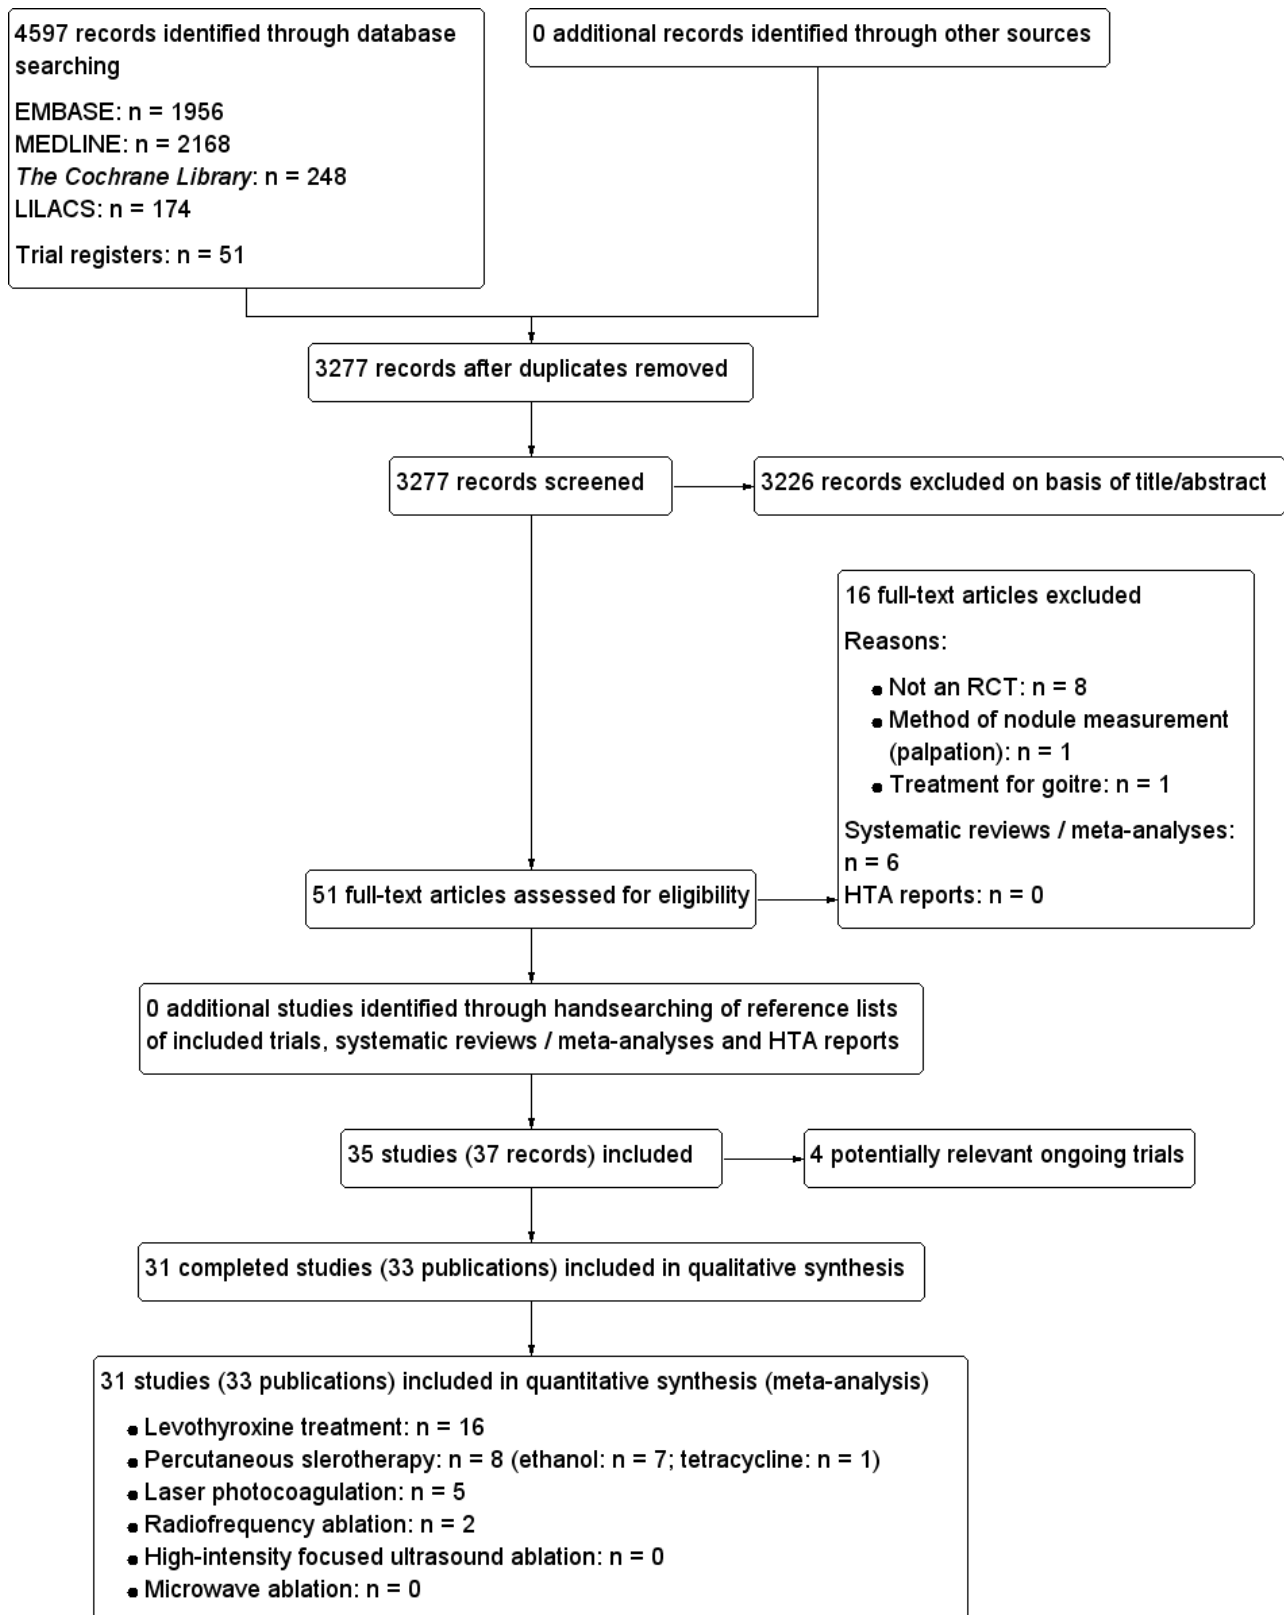 4597 records identified through database
searching
EMBASE: n = 1956
MEDLINE: n = 2168
The Cochrane Library: n = 248
LILACS: n = 174
Trial registers: n = 51
0 additional records identified through other sources
3277 records after duplicates removed
3277 records screened
3226 records excluded on basis of title/abstract
16 full-text articles excluded
Reasons:
● Not an RCT: n = 8
● Method of nodule measurement
(palpation): n = 1
● Treatment for goitre: n = 1
Systematic reviews / meta-analyses:
n = 6
HTA reports: n = 0
51 full-text articles assessed for eligibility
0 additional studies identified through handsearching of reference lists
of included trials, systematic reviews / meta-analyses and HTA reports
35 studies (37 records) included
4 potentially relevant ongoing trials
31 completed studies (33 publications) included in qualitative synthesis
31 studies (33 publications) included in quantitative synthesis (meta-analysis)
● Levothyroxine treatment: n = 16
● Percutaneous slerotherapy: n = 8 (ethanol: n = 7; tetracycline: n = 1)
● Laser photocoagulation: n = 5
● Radiofrequency ablation: n = 2
● High-intensity focused ultrasound ablation: n = 0
● Microwave ablation: n = 0